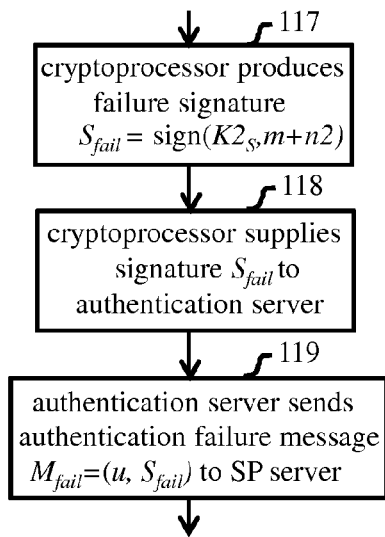 117
cryptoprocessor produces
failure signature
S_fail = sign(K2_S,m+n2)
118
cryptoprocessor supplies
signature S_fail to
authentication server
119
authentication server sends
authentication failure message
M_fail=(u, S_fail) to SP server